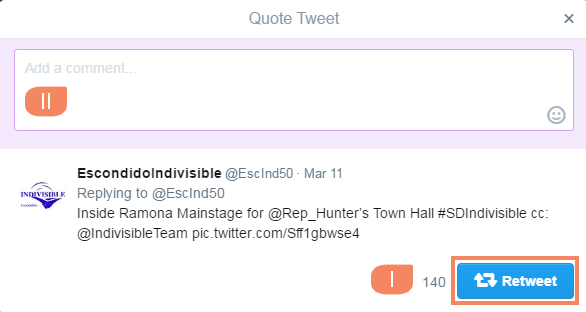 Quote Tweet
Add a comment...
II
EscondidoIndivisible @EscInd50 · Mar 11
INDIVISIBLE
Replying to @EscInd50
Inside Ramona Mainstage for @Rep_Hunter's Town Hall #SDIndivisible cc:
@IndivisibleTeam pic.twitter.com/Sff1gbwse4
I 140 Retweet